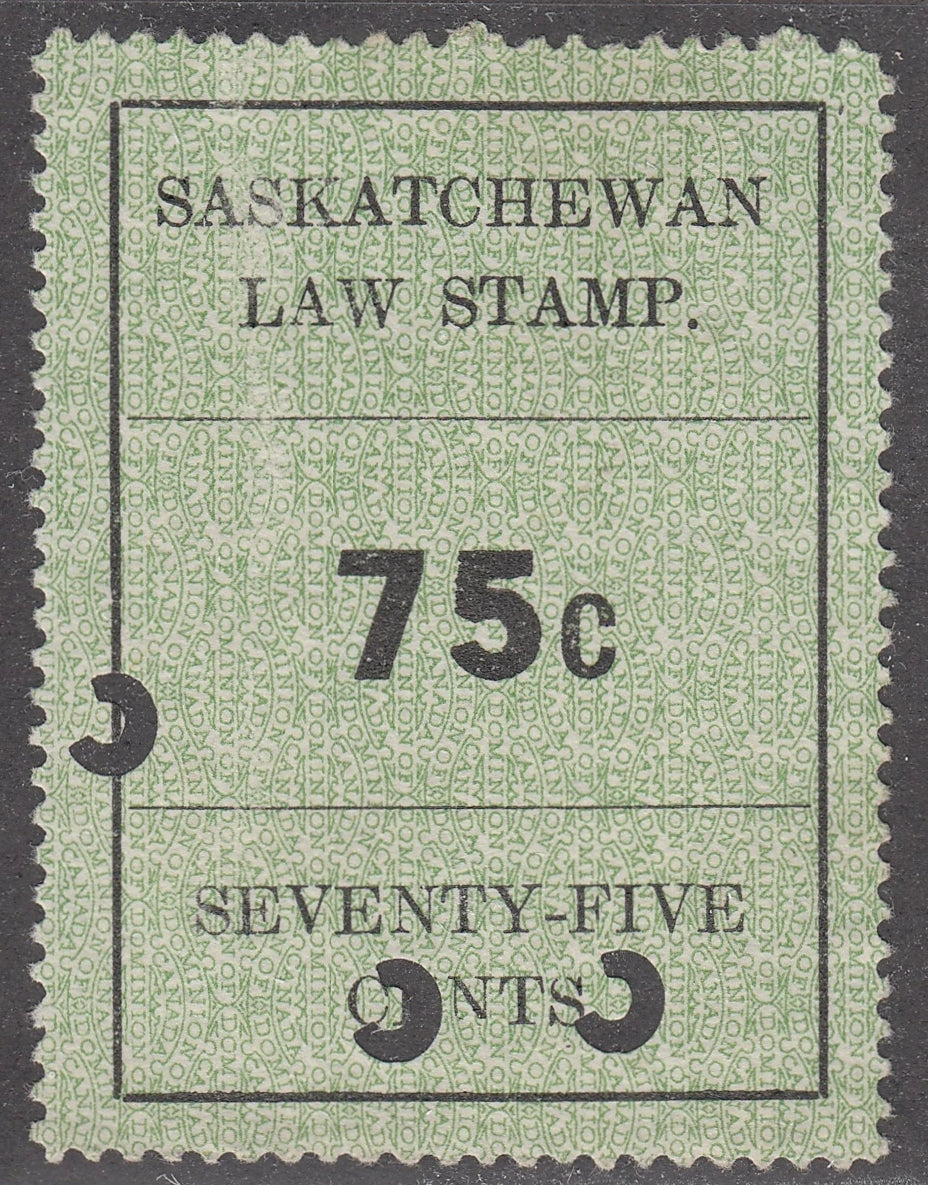 SASKATCHEWAN
LAW STAMP.
75c
SEVENTY-FIVE